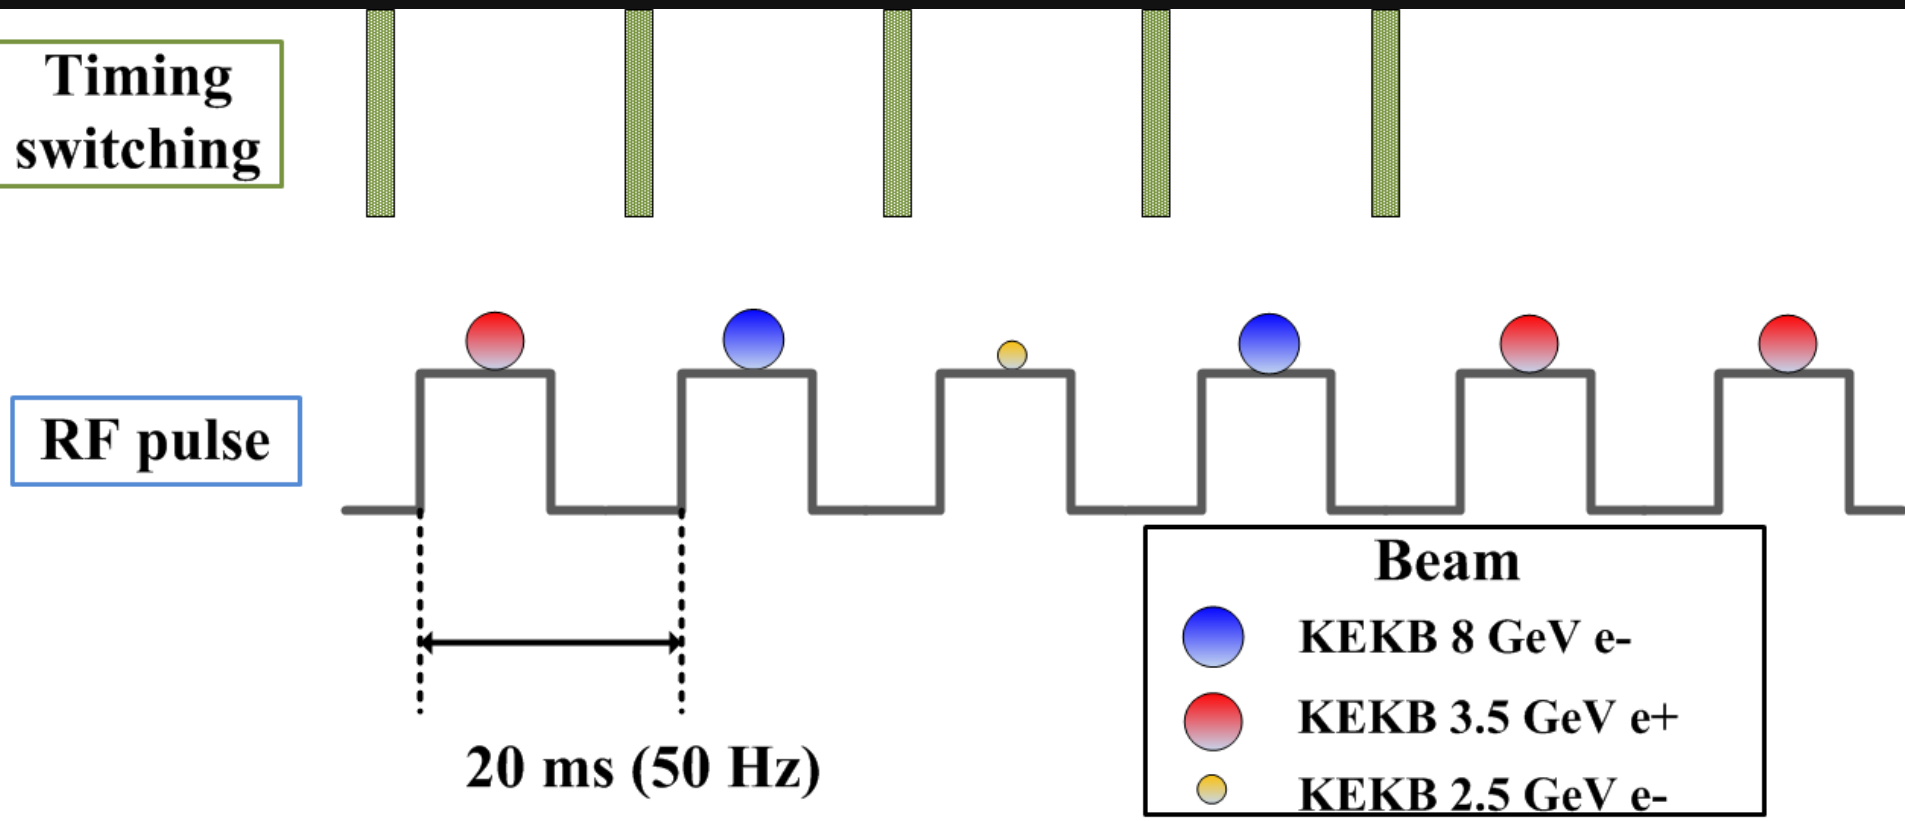 Timing
switching
RF pulse
20 ms (50 Hz)
Beam
KEKB 8 GeV e-
KEKB 3.5 GeV e+
KEKB 2.5 GeV e-